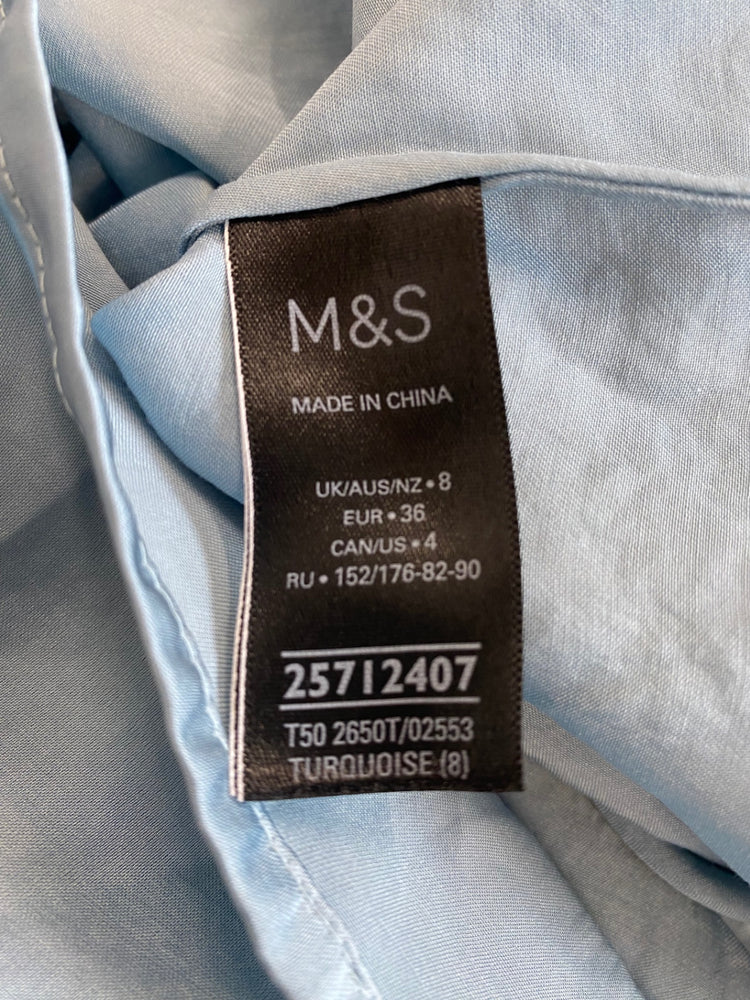 M&S
MADE IN CHINA
UK/AUS/NZ • 8
EUR • 36
CAN/US • 4
RU • 152/176-82-90
25712407
T50 2650T/02553
TURQUOISE (8)